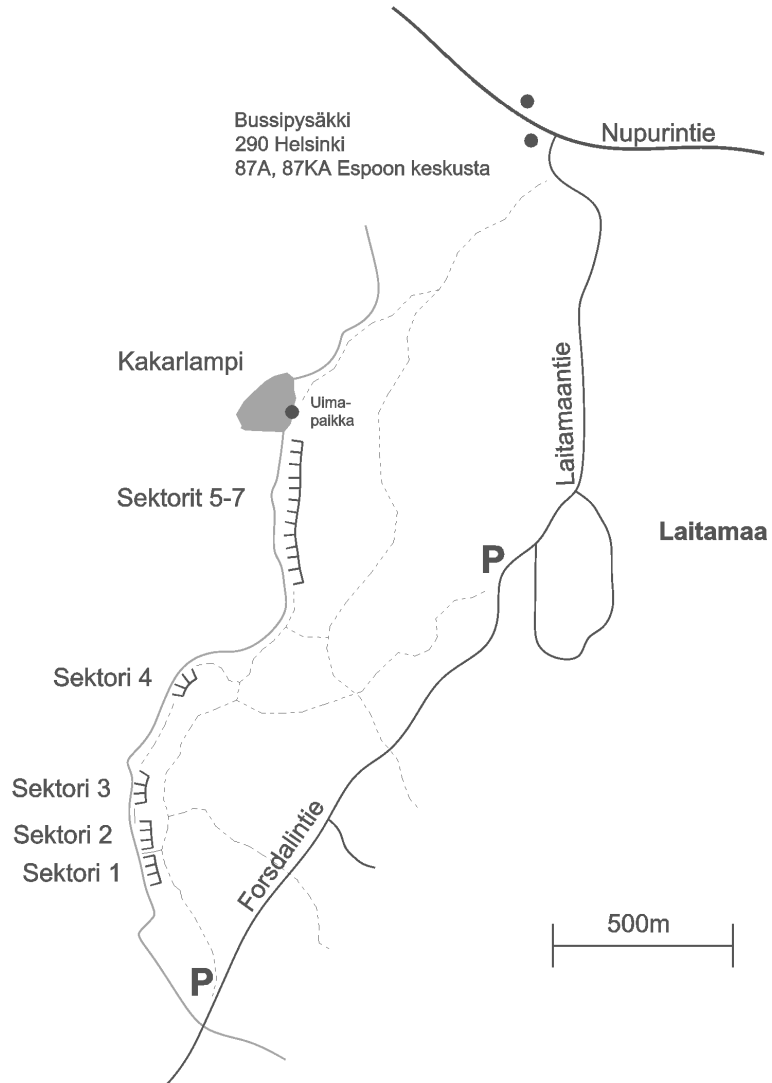 Bussipysäkki
290 Helsinki
87A, 87KA Espoon keskusta
Nupurintie
Kakarlampi
Uima-
paikka
Laitamaantie
Sektorit 5-7
Laitamaa
P
Sektori 4
Sektori 3
Sektori 2
Sektori 1
Forsdalintie
500m
P